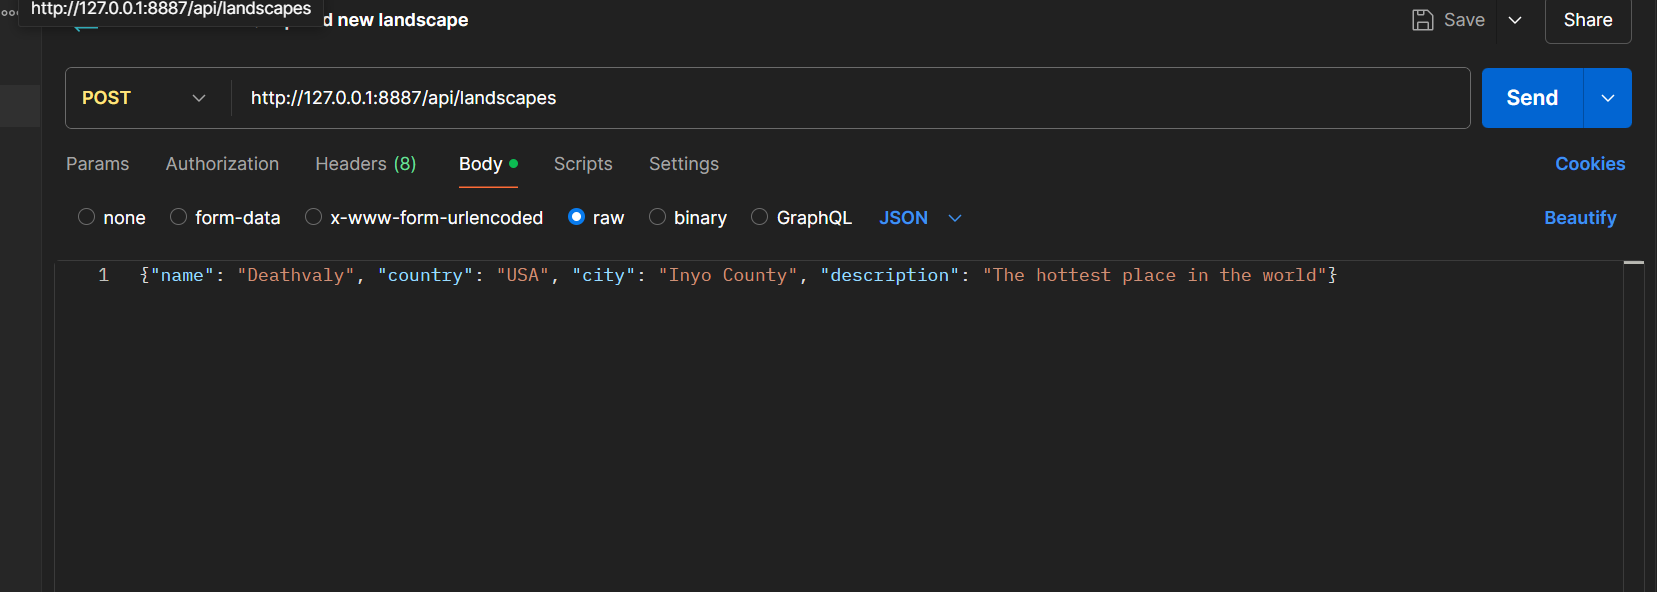 http://127.0.0.1:8887/api/landscapes
d new landscape
Save
Share
POST
http://127.0.0.1:8887/api/landscapes
Send
Params Authorization Headers (8) Body Scripts Settings Cookies
none form-data x-www-form-urlencoded raw binary GraphQL JSON Beautify
1 {"name": "Deathvaly", "country": "USA", "city": "Inyo County", "description": "The hottest place in the world"}